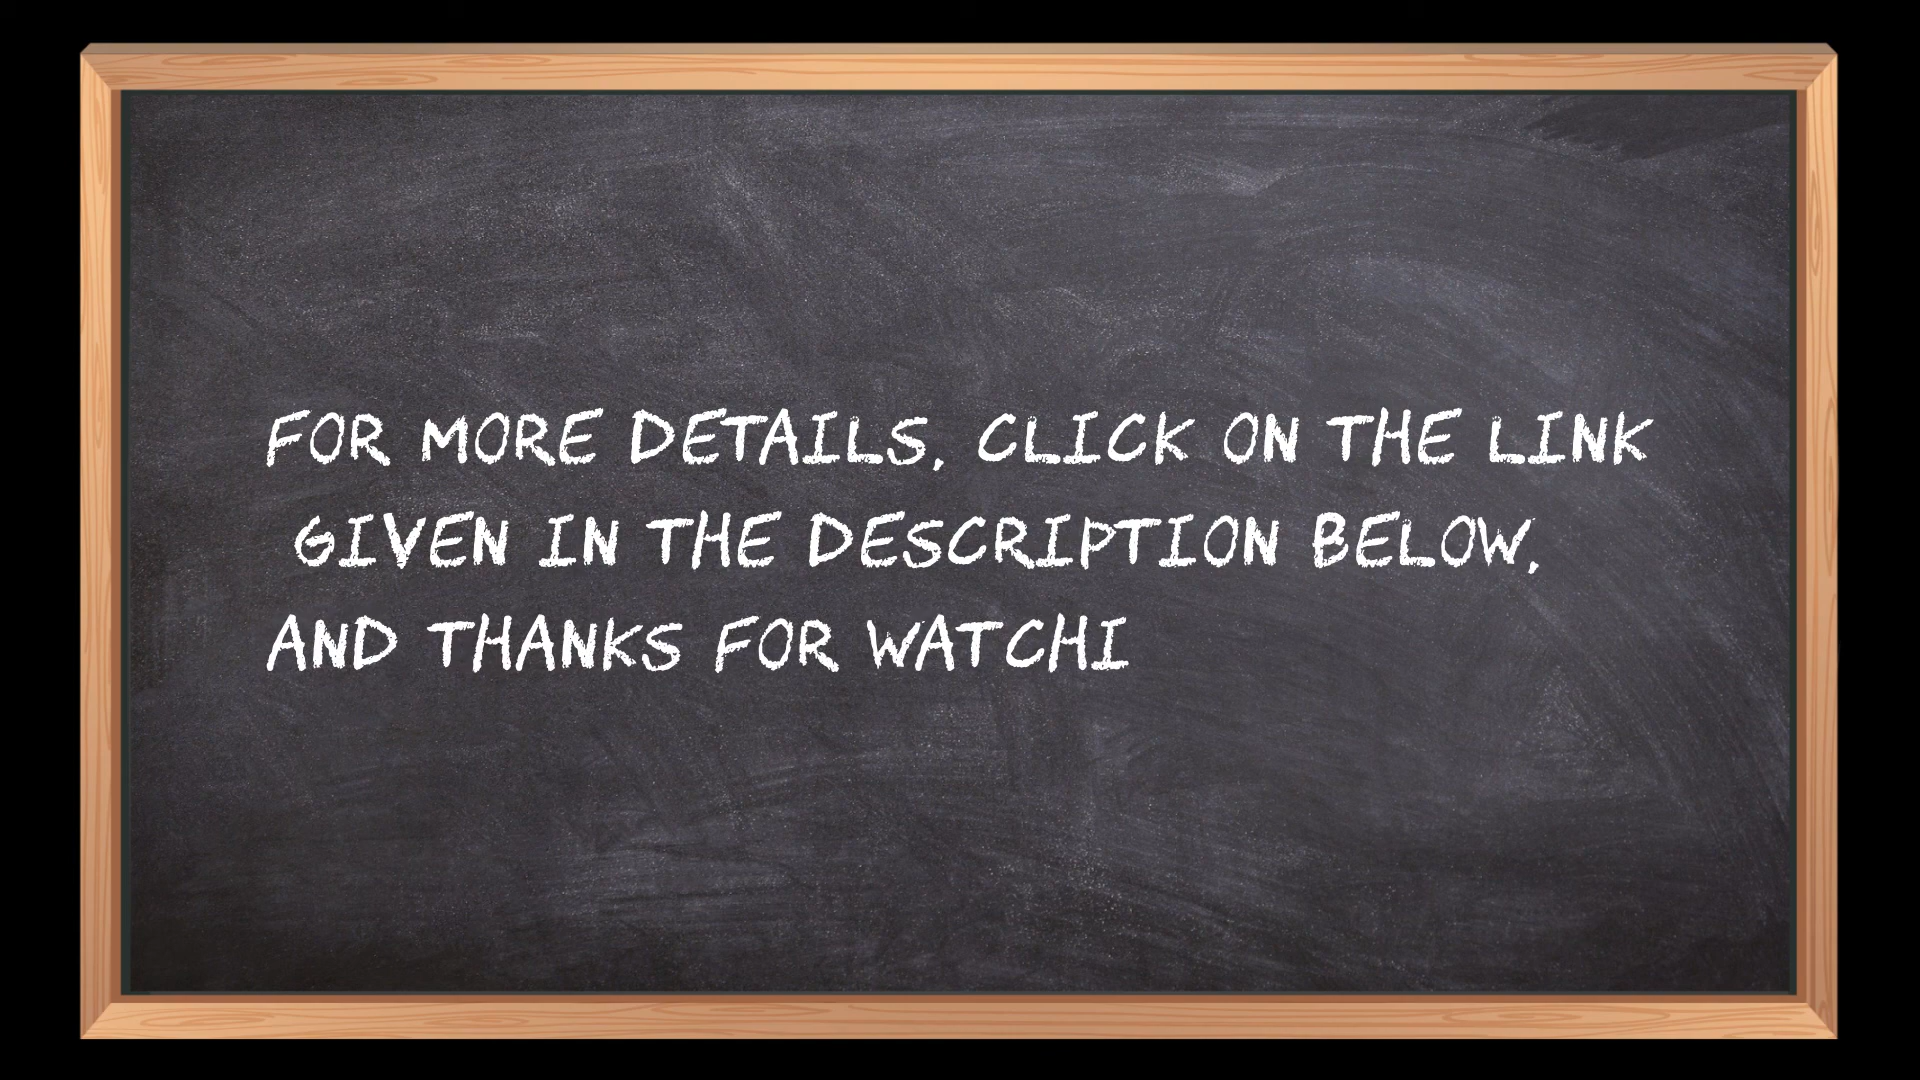 FOR MORE DETAILS, CLICK ON THE LINK
GIVEN IN THE DESCRIPTION BELOW,
AND THANKS FOR WATCHI